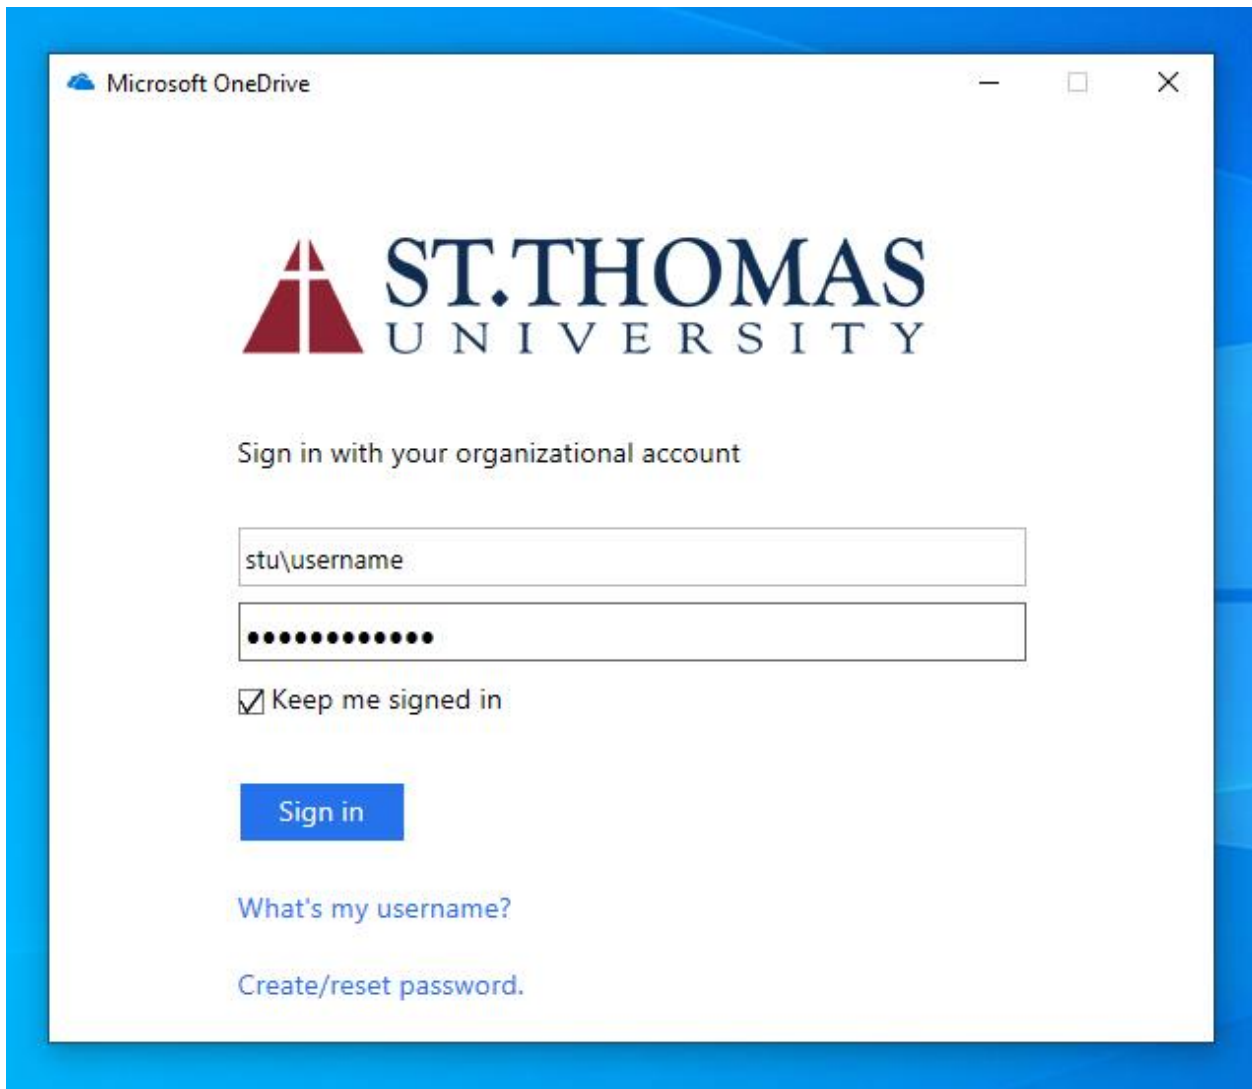 Microsoft OneDrive
ST.THOMAS
UNIVERSITY
Sign in with your organizational account
stu\username
●●●●●●●●●●●●
Keep me signed in
Sign in
What's my username?
Create/reset password.